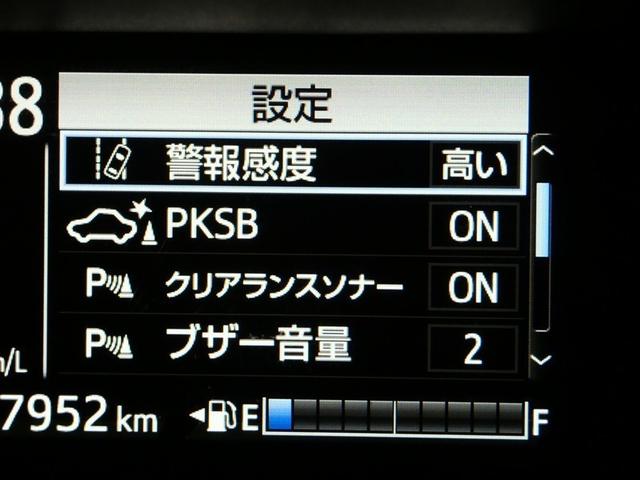 38
設定
警報感度 高い
PKSB ON
P クリアランスソナー ON
P ブザー音量 2
/L
7952 km E F